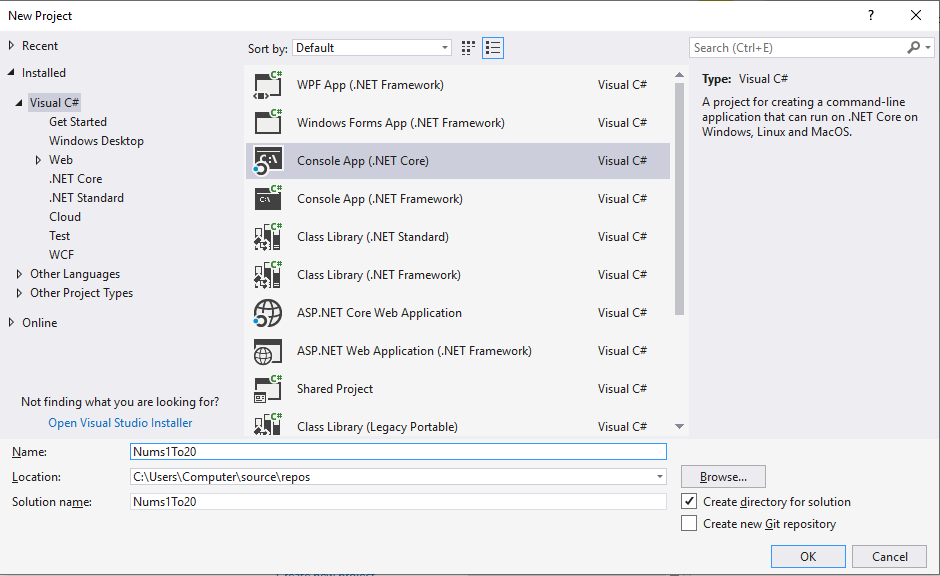 New Project
?
Recent
Installed
Visual C#
Get Started
Windows Desktop
Web
.NET Core
.NET Standard
Cloud
Test
WCF
Other Languages
Other Project Types
Online
Not finding what you are looking for?
Open Visual Studio Installer
Sort by: Default
WPF App (.NET Framework) Visual C#
Windows Forms App (.NET Framework) Visual C#
Console App (.NET Core) Visual C#
Console App (.NET Framework) Visual C#
Class Library (.NET Standard) Visual C#
Class Library (.NET Framework) Visual C#
ASP.NET Core Web Application Visual C#
ASP.NET Web Application (.NET Framework) Visual C#
Shared Project Visual C#
Class Library (Legacy Portable) Visual C#
Search (Ctrl+E)
Type: Visual C#
A project for creating a command-line
application that can run on .NET Core on
Windows, Linux and MacOS.
Name: Nums1To20
Location: C:\Users\Computer\source\repos
Browse...
Solution name: Nums1To20
Create directory for solution
Create new Git repository
OK Cancel